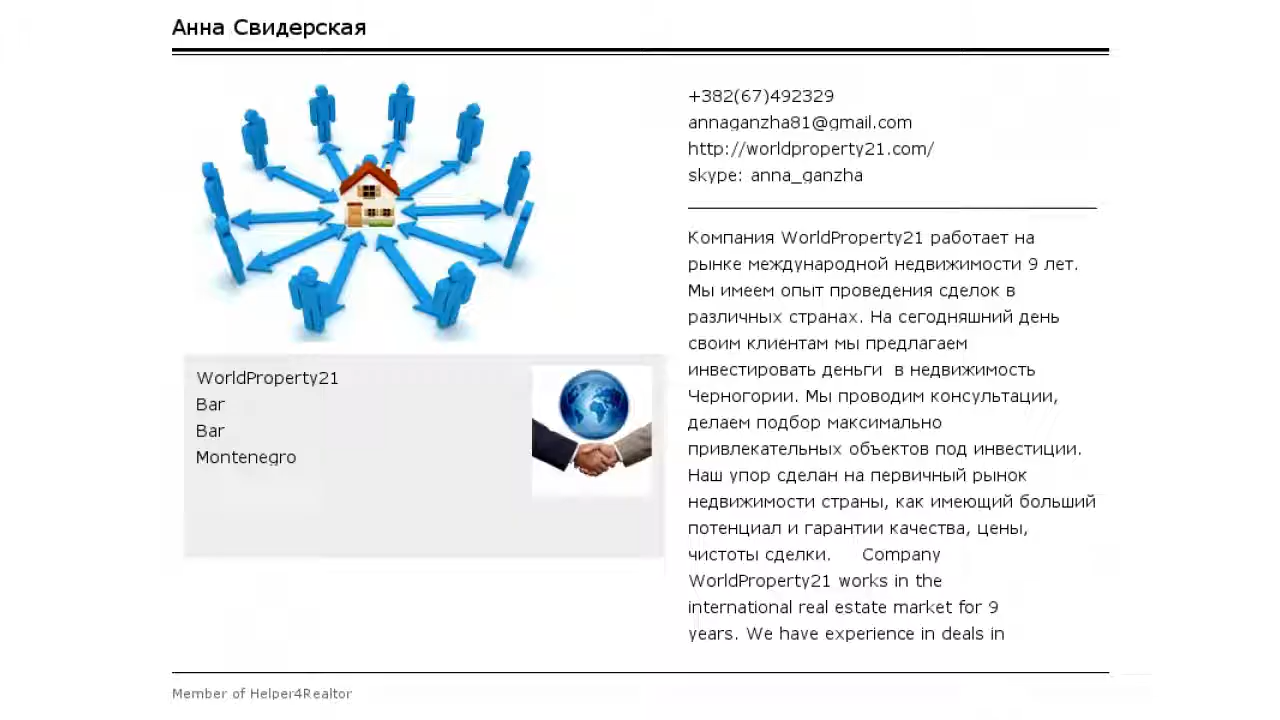 Анна Свидерская
+382(67)492329
annaganzha81@gmail.com
http://worldproperty21.com/
skype: anna_ganzha
WorldProperty21
Bar
Bar
Montenegro
Компания WorldProperty21 работает на
рынке международной недвижимости 9 лет.
Мы имеем опыт проведения сделок в
различных странах. На сегодняшний день
своим клиентам мы предлагаем
инвестировать деньги  в недвижимость
Черногории. Мы проводим консультации,
делаем подбор максимально
привлекательных объектов под инвестиции.
Наш упор сделан на первичный рынок
недвижимости страны, как имеющий больший
потенциал и гарантии качества, цены,
чистоты сделки.     Company
WorldProperty21 works in the
international real estate market for 9
years. We have experience in deals in
Member of Helper4Realtor